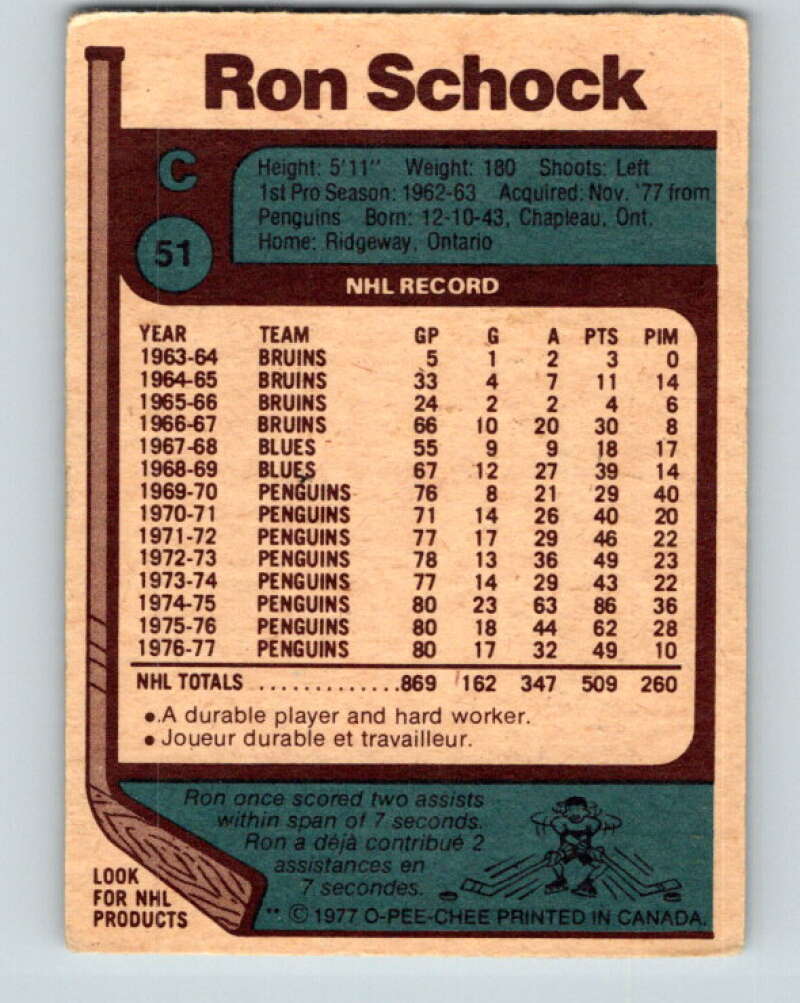 Ron Schock
C
51
Height: 5'11" Weight: 180 Shoots: Left
1st Pro Season: 1962-63 Acquired: Nov. '77 from
Penguins Born: 12-10-43, Chapleau, Ont.
Home: Ridgeway, Ontario
NHL RECORD
YEAR TEAM GP G A PTS PIM
1963-64 BRUINS 5 1 2 3 0
1964-65 BRUINS 33 4 7 11 14
1965-66 BRUINS 24 2 2 4 6
1966-67 BRUINS 66 10 20 30 8
1967-68 BLUES 55 9 9 18 17
1968-69 BLUES 67 12 27 39 14
1969-70 PENGUINS 76 8 21 29 40
1970-71 PENGUINS 71 14 26 40 20
1971-72 PENGUINS 77 17 29 46 22
1972-73 PENGUINS 78 13 36 49 23
1973-74 PENGUINS 77 14 29 43 22
1974-75 PENGUINS 80 23 63 86 36
1975-76 PENGUINS 80 18 44 62 28
1976-77 PENGUINS 80 17 32 49 10
NHL TOTALS ..............869 162 347 509 260
• A durable player and hard worker.
• Joueur durable et travailleur.
Ron once scored two assists
within span of 7 seconds.
Ron a déjà contribué 2
assistances en
7 secondes.
LOOK
FOR NHL
PRODUCTS
** © 1977 O-PEE-CHEE PRINTED IN CANADA.